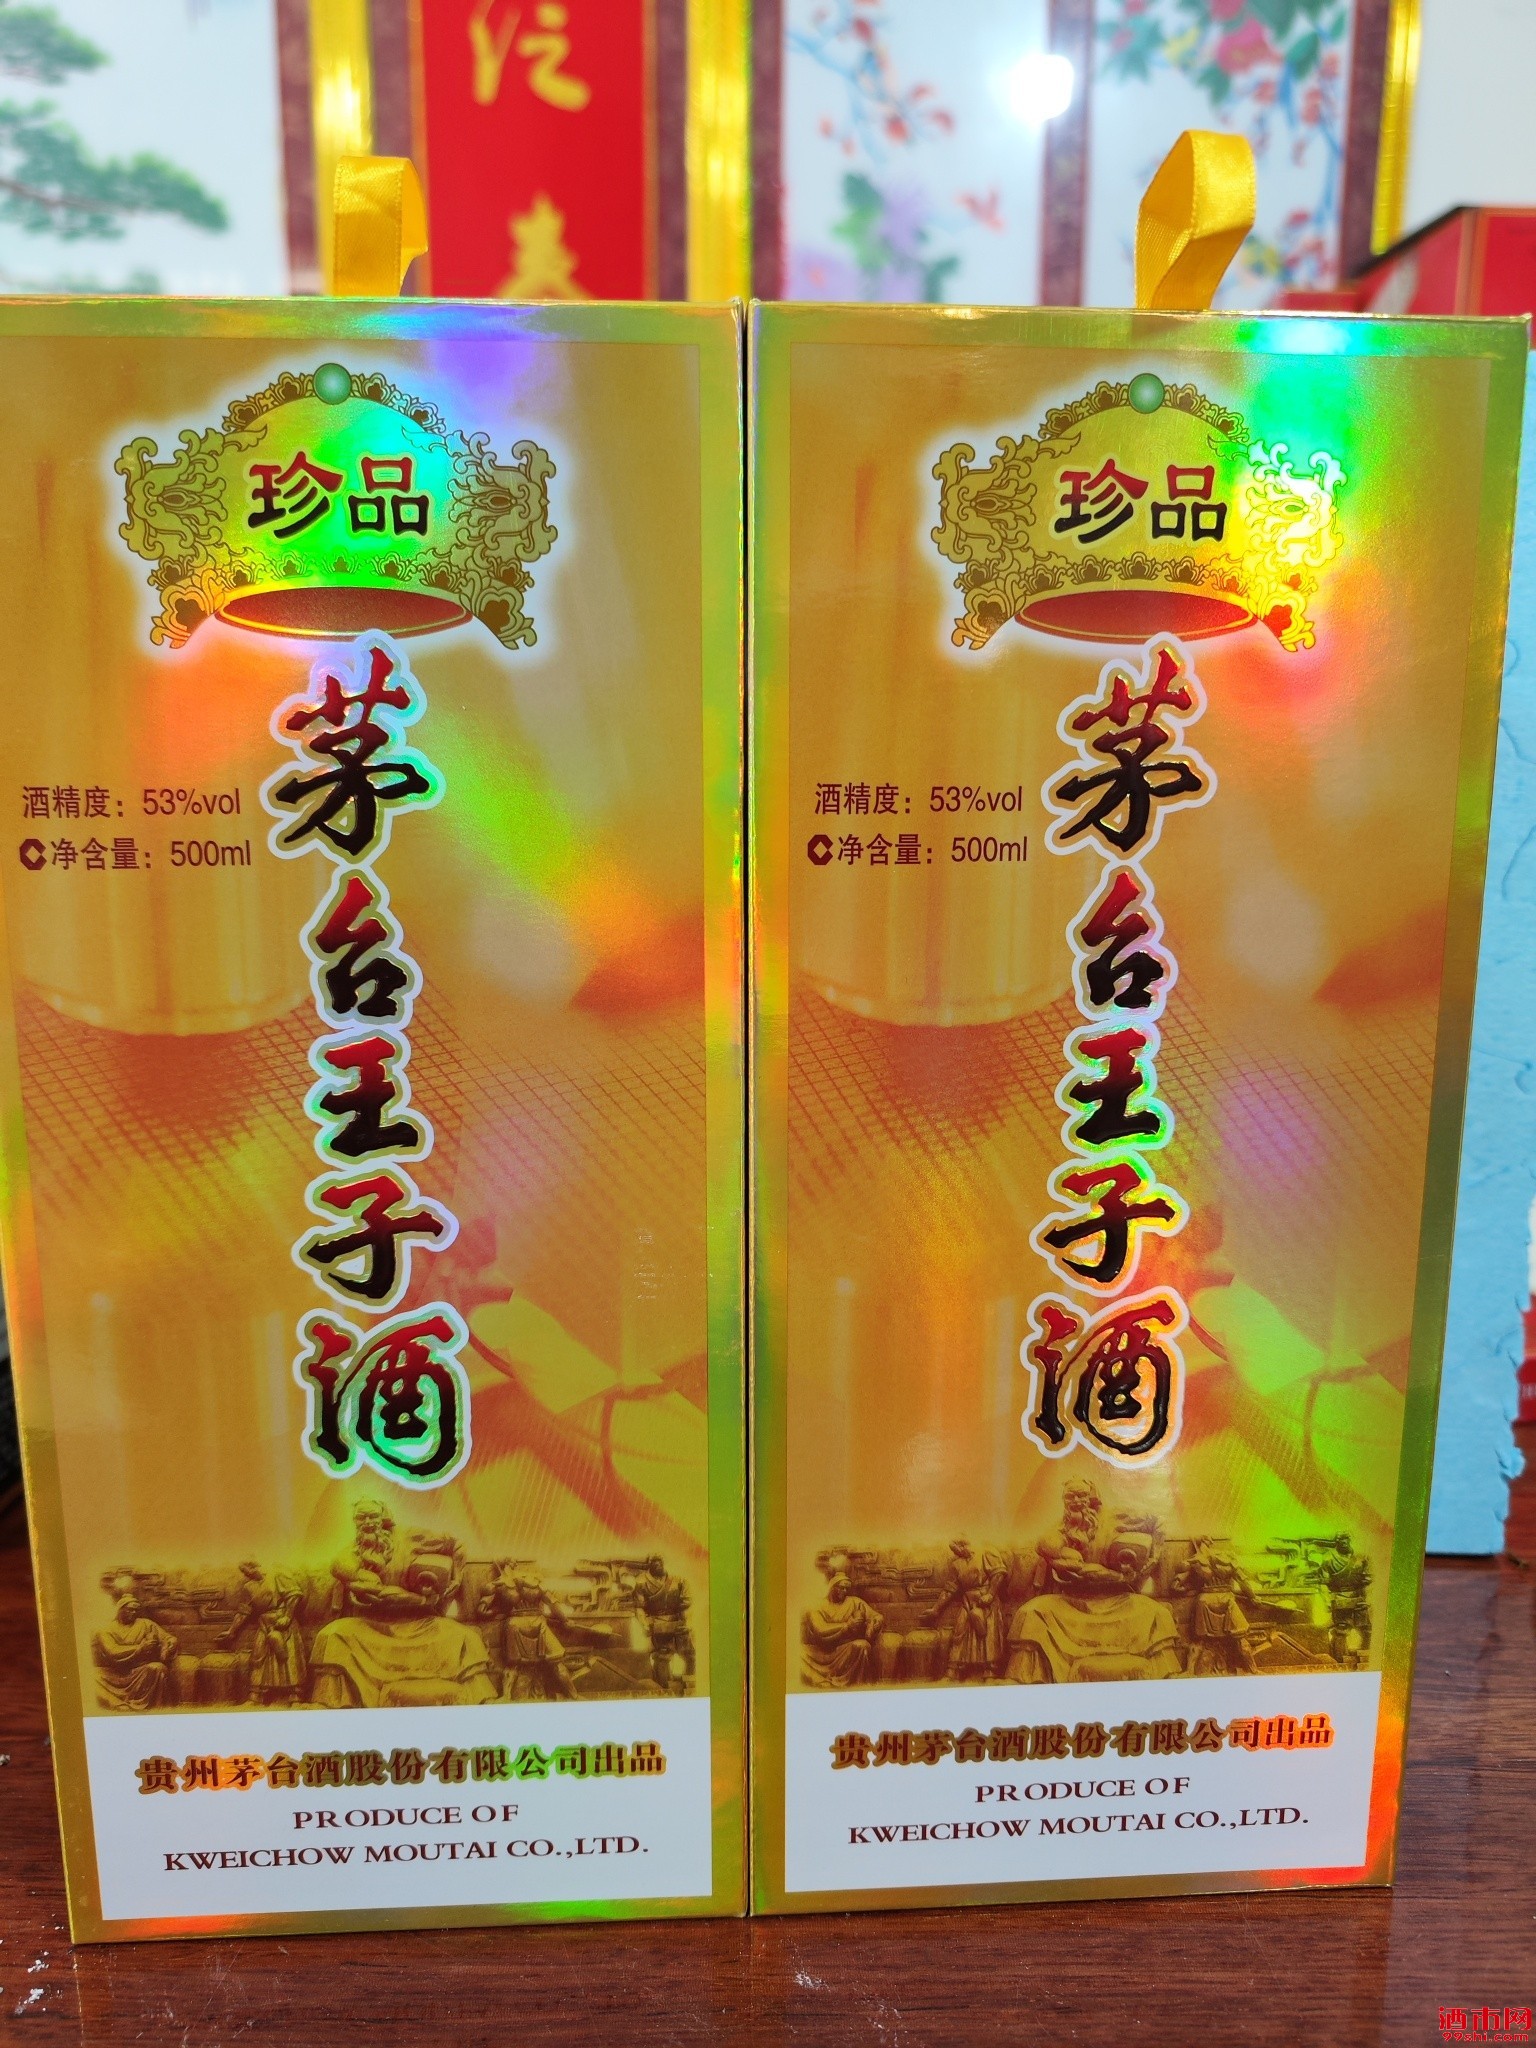 珍品
茅台王子酒
酒精度：53%vol
净含量：500ml
贵州茅台酒股份有限公司出品
PRODUCE OF
KWEICHOW MOUTAI CO.,LTD.
珍品
茅台王子酒
酒精度：53%vol
净含量：500ml
贵州茅台酒股份有限公司出品
PRODUCE OF
KWEICHOW MOUTAI CO.,LTD.
酒市网
99shi.com